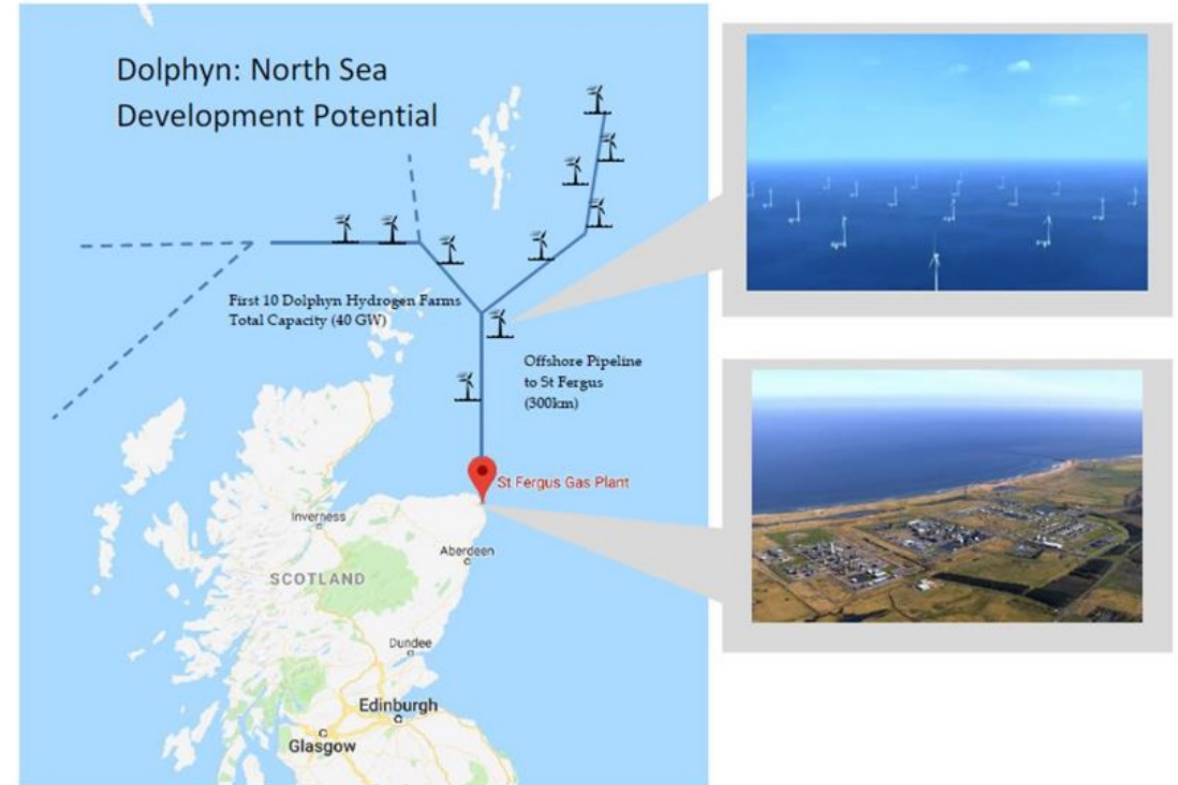 Dolphyn: North Sea
Development Potential
First 10 Dolphyn Hydrogen Farms
Total Capacity (40 GW)
Offshore Pipeline
to St Fergus
(300km)
St Fergus Gas Plant
Inverness
Aberdeen
SCOTLAND
Dundee
Edinburgh
Glasgow